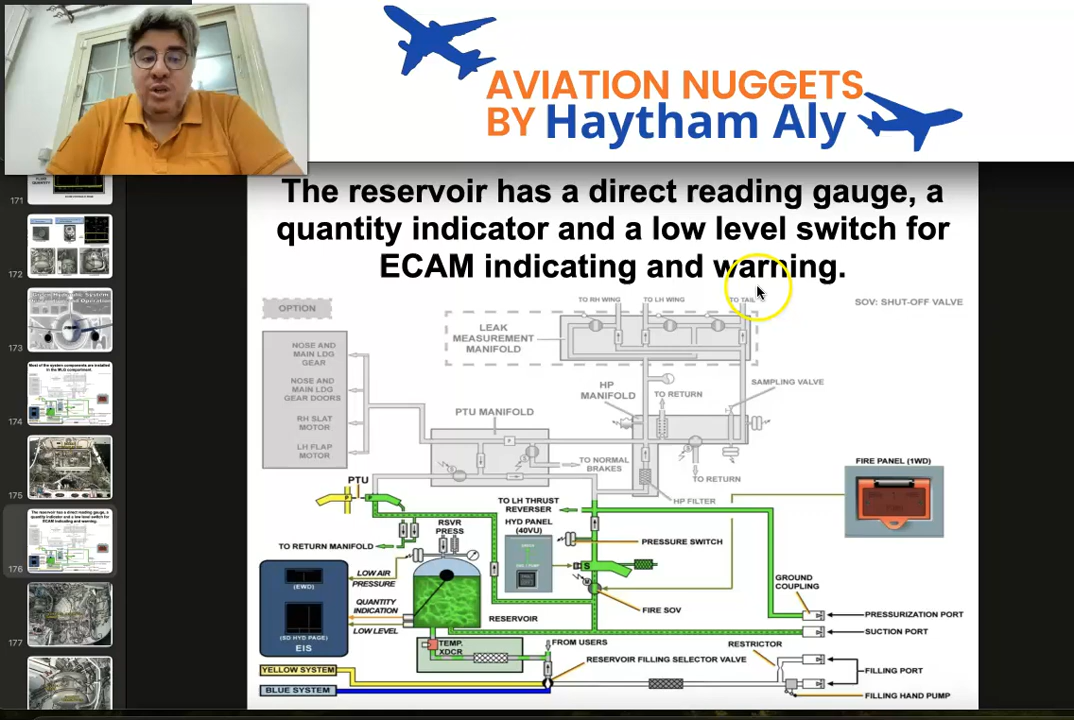 AVIATION NUGGETS
BY Haytham Aly
The reservoir has a direct reading gauge, a
quantity indicator and a low level switch for
ECAM indicating and warning.
TO RH WING
TO LH WING
TO TAIL
SOV: SHUT-OFF VALVE
OPTION
LEAK
MEASUREMENT
MANIFOLD
NOSE AND
MAIN LDG
GEAR
NOSE AND
MAIN LDG
GEAR DOORS
RH SLAT
MOTOR
LH FLAP
MOTOR
HP
MANIFOLD
TO RETURN
SAMPLING VALVE
PTU MANIFOLD
P
TO NORMAL
BRAKES
TO RETURN
HP FILTER
FIRE PANEL (1WD)
PTU
P
P
TO LH THRUST
REVERSER
HYD PANEL
(40VU)
RSVR
PRESS
TO RETURN MANIFOLD
PRESSURE SWITCH
S
LOW AIR
PRESSURE
(EWD)
QUANTITY
INDICATION
(SD HYD PAGE)
LOW LEVEL
EIS
RESERVOIR
FIRE SOV
GROUND
COUPLING
PRESSURIZATION PORT
SUCTION PORT
TEMP.
XDCR
FROM USERS
RESTRICTOR
RESERVOIR FILLING SELECTOR VALVE
YELLOW SYSTEM
BLUE SYSTEM
FILLING PORT
FILLING HAND PUMP
171
172
173
174
175
176
177
Most of the system components are installed
in the MLG compartment.
The reservoir has a direct reading gauge, a
quantity indicator and a low level switch for
ECAM indicating and warning.